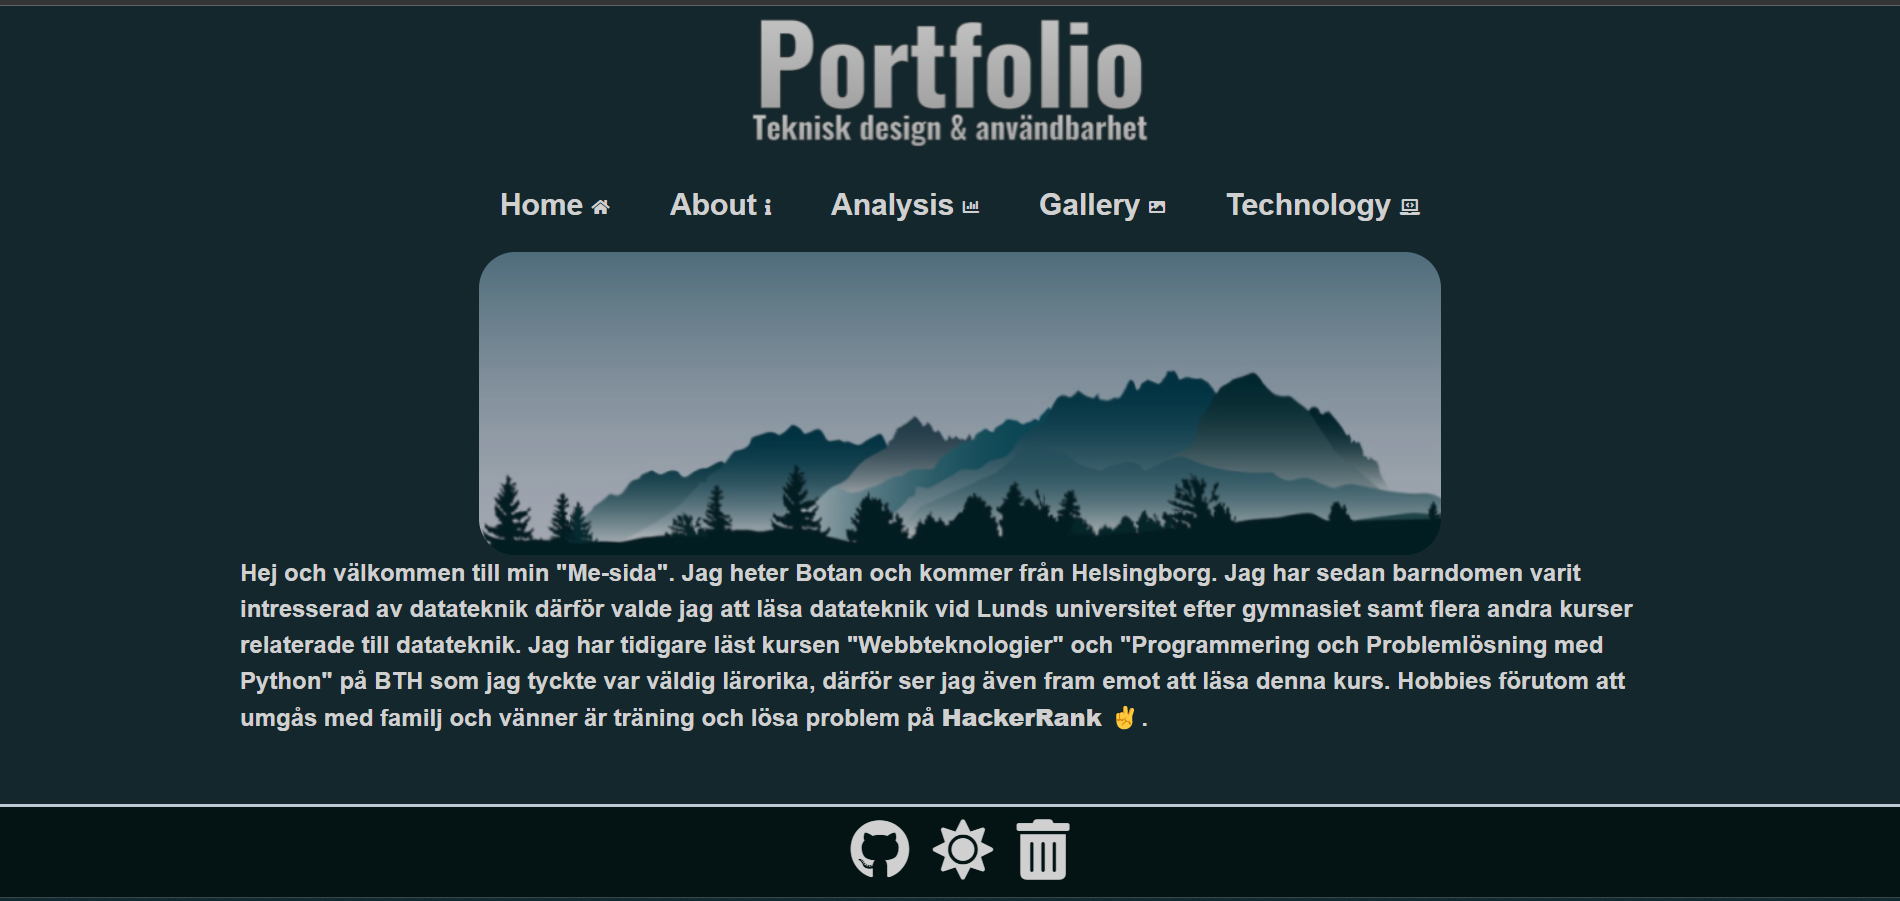 Portfolio
Teknisk design & användbarhet
Home About Analysis Gallery Technology
Hej och välkommen till min "Me-sida". Jag heter Botan och kommer från Helsingborg. Jag har sedan barndomen varit
intresserad av datateknik därför valde jag att läsa datateknik vid Lunds universitet efter gymnasiet samt flera andra kurser
relaterade till datateknik. Jag har tidigare läst kursen "Webbteknologier" och "Programmering och Problemlösning med
Python" på BTH som jag tyckte var väldig lärorika, därför ser jag även fram emot att läsa denna kurs. Hobbies förutom att
umgås med familj och vänner är träning och lösa problem på HackerRank ✌️.